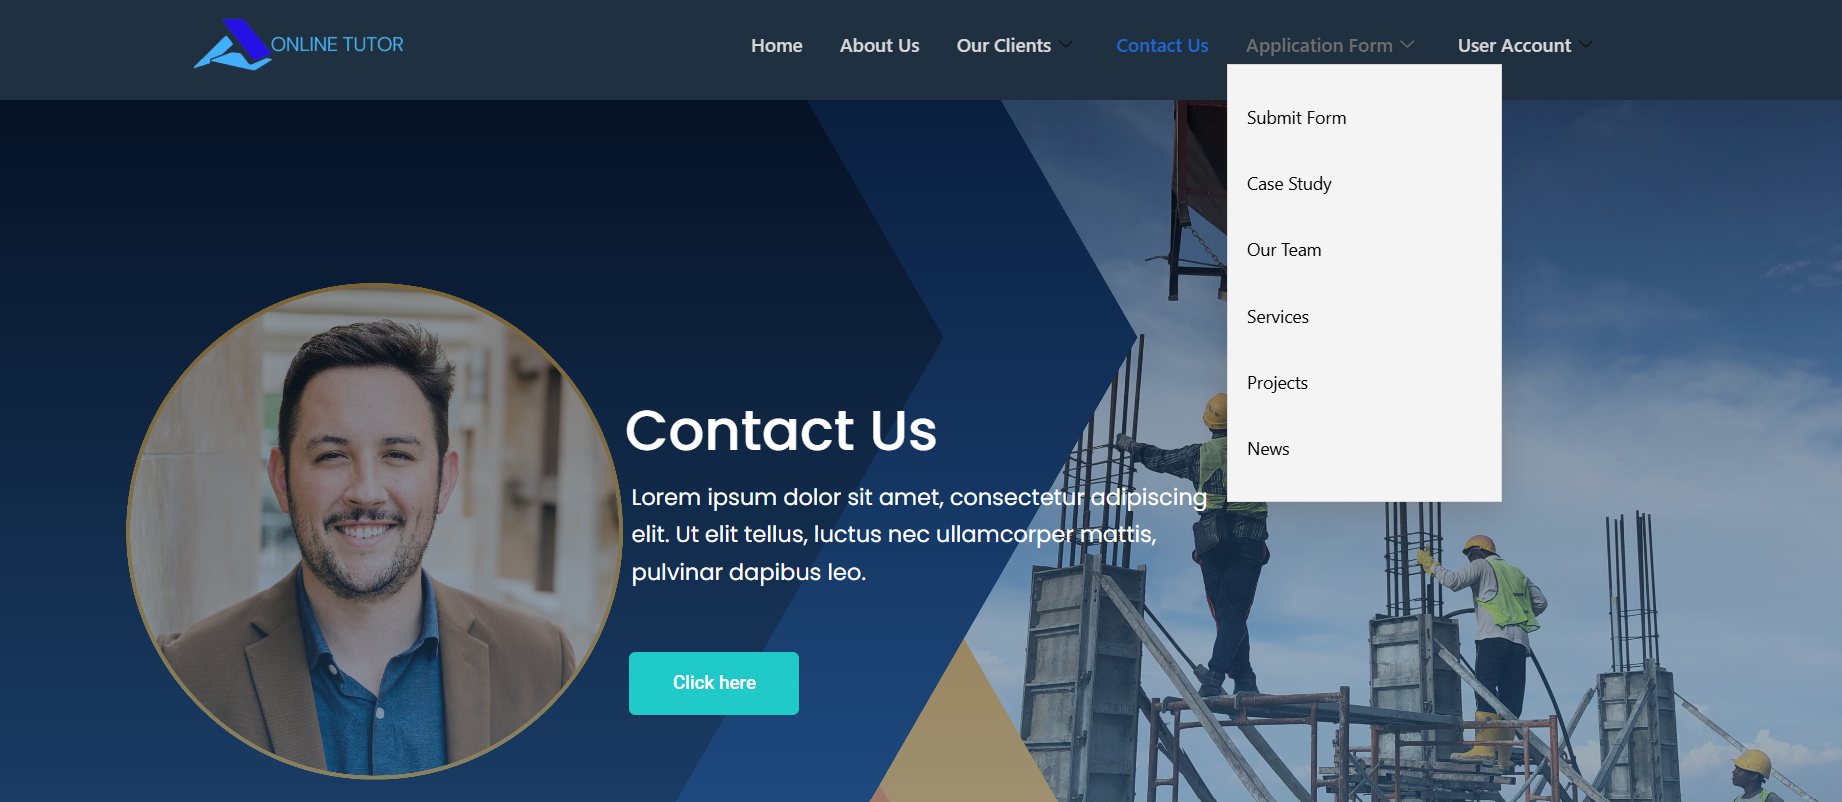 ONLINE TUTOR
Home About Us Our Clients Contact Us Application Form User Account
Submit Form
Case Study
Our Team
Services
Projects
News
Contact Us
Lorem ipsum dolor sit amet, consectetur adipiscing
elit. Ut elit tellus, luctus nec ullamcorper mattis,
pulvinar dapibus leo.
Click here